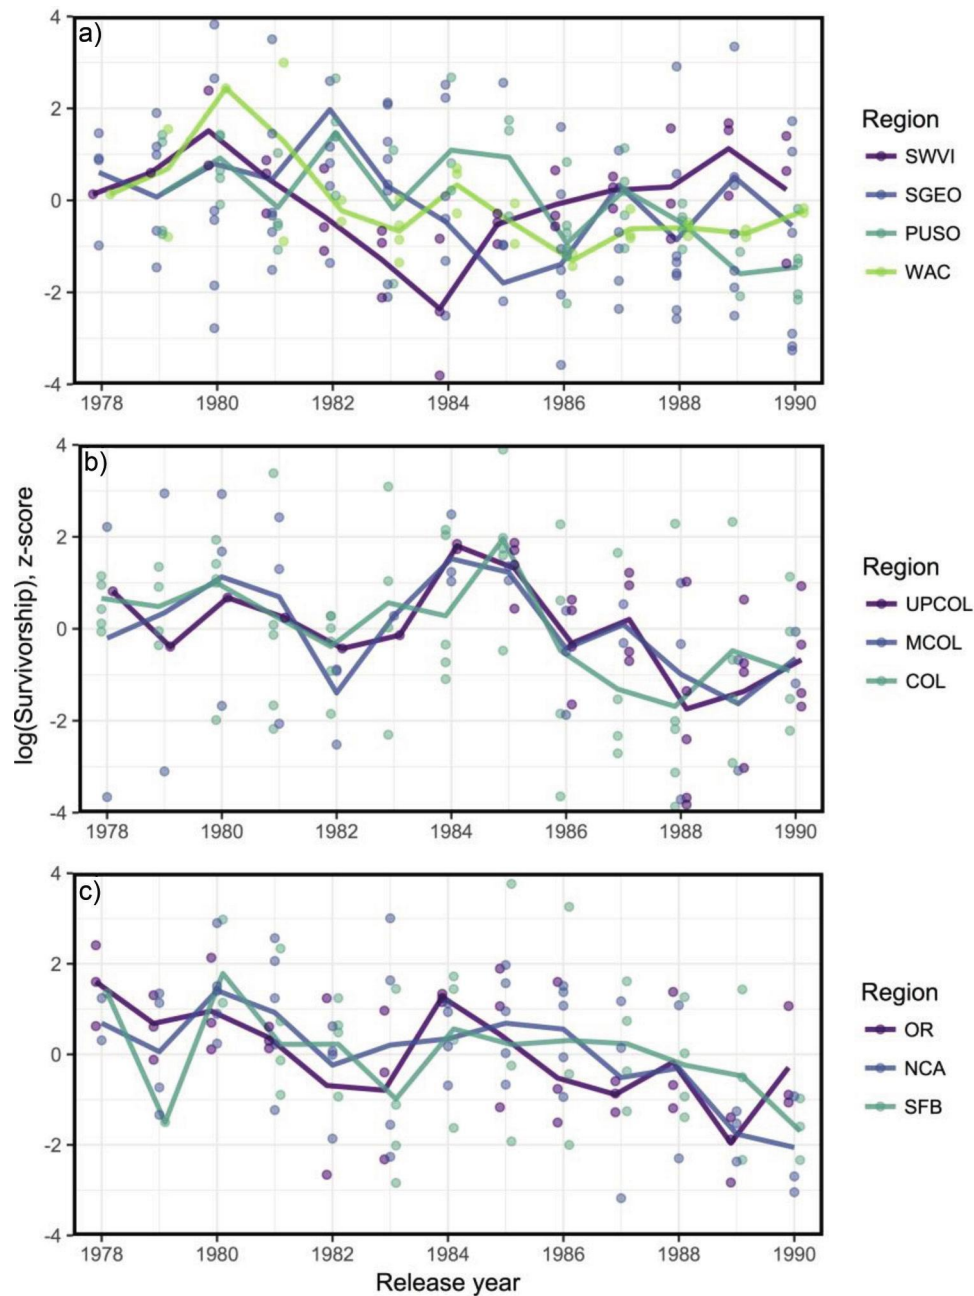 a)
4
2
0
-2
-4
1978 1980 1982 1984 1986 1988 1990
Region
SWVI
SGEO
PUSO
WAC
b)
log(Survivorship), z-score
4
2
0
-2
-4
1978 1980 1982 1984 1986 1988 1990
Region
UPCOL
MCOL
COL
c)
4
2
0
-2
-4
1978 1980 1982 1984 1986 1988 1990
Release year
Region
OR
NCA
SFB